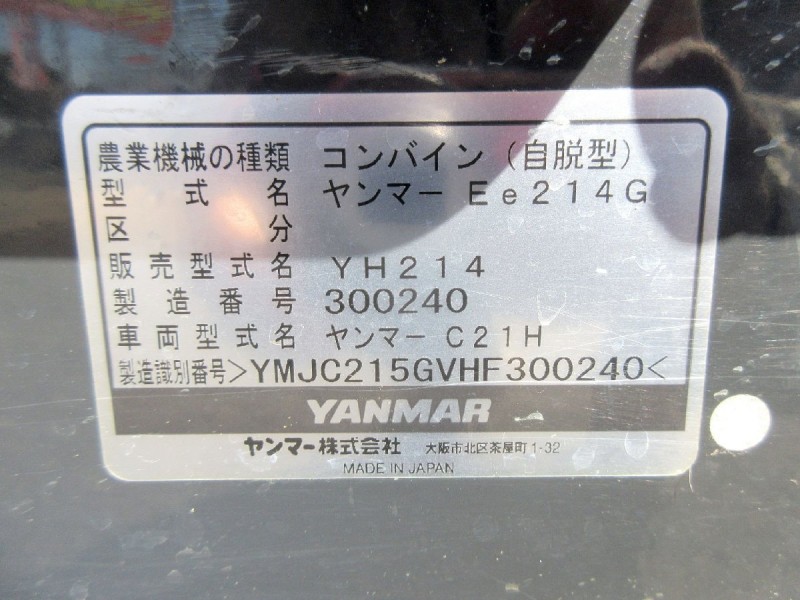 農業機械の種類 コンバイン（自脱型）
型式名 ヤンマー Ee214G
区分
販売型式名 YH214
製造番号 300240
車両型式名 ヤンマー C21H
製造識別番号>YMJC215GVHF300240<
YANMAR
ヤンマー株式会社 大阪市北区茶屋町1-32
MADE IN JAPAN